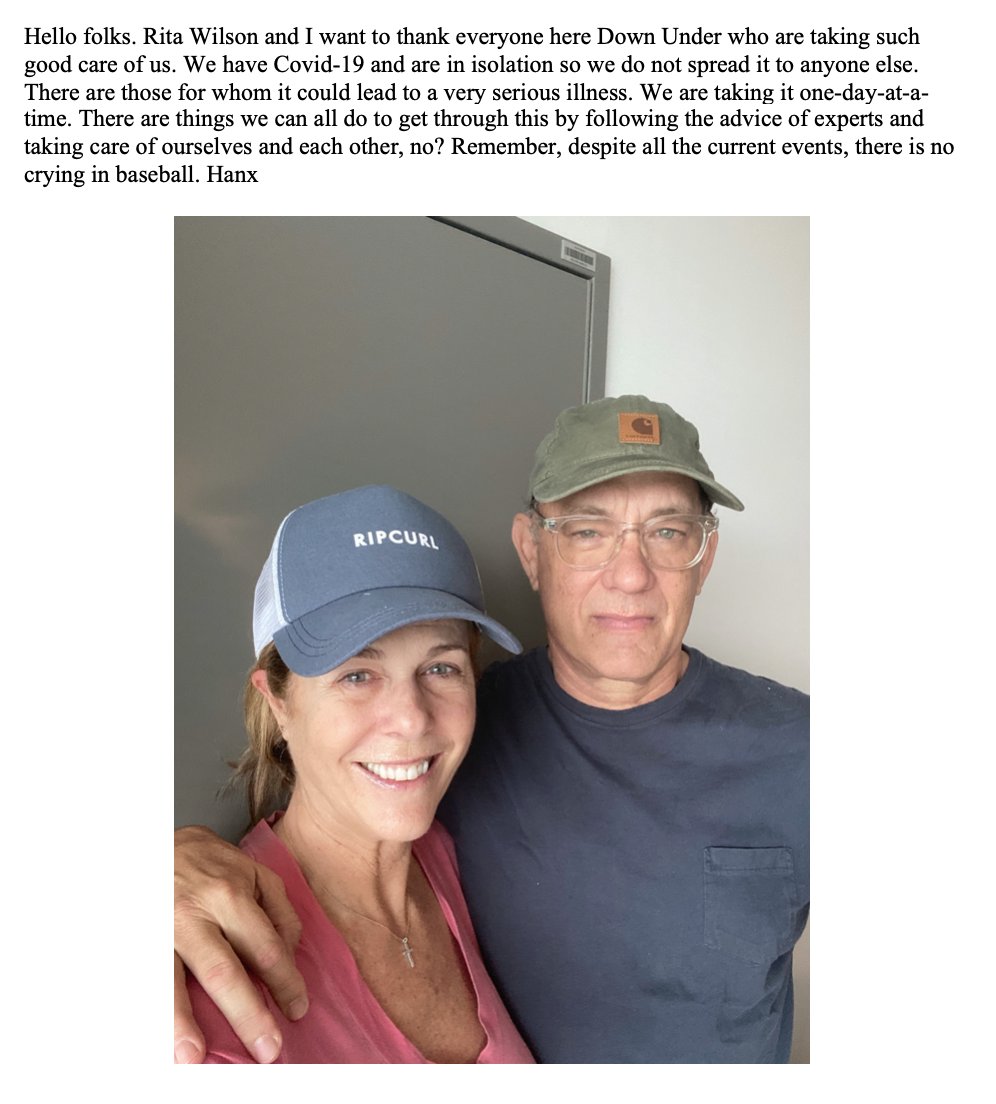 Hello folks. Rita Wilson and I want to thank everyone here Down Under who are taking such
good care of us. We have Covid-19 and are in isolation so we do not spread it to anyone else.
There are those for whom it could lead to a very serious illness. We are taking it one-day-at-a-
time. There are things we can all do to get through this by following the advice of experts and
taking care of ourselves and each other, no? Remember, despite all the current events, there is no
crying in baseball. Hanx
RIPCURL